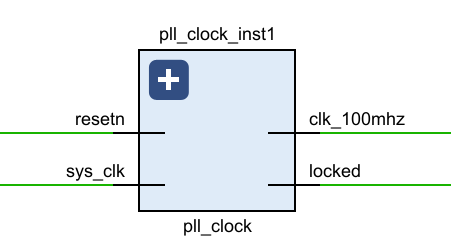 pll_clock_inst1
resetn
clk_100mhz
sys_clk
locked
pll_clock